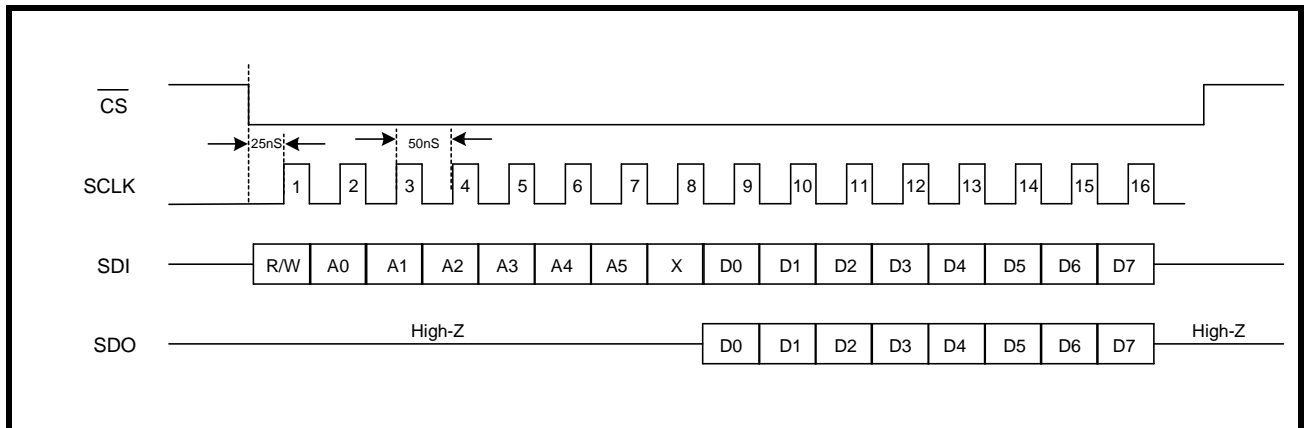 CS
25nS 50nS
SCLK 1 2 3 4 5 6 7 8 9 10 11 12 13 14 15 16
SDI R/W A0 A1 A2 A3 A4 A5 X D0 D1 D2 D3 D4 D5 D6 D7
High-Z High-Z
SDO D0 D1 D2 D3 D4 D5 D6 D7